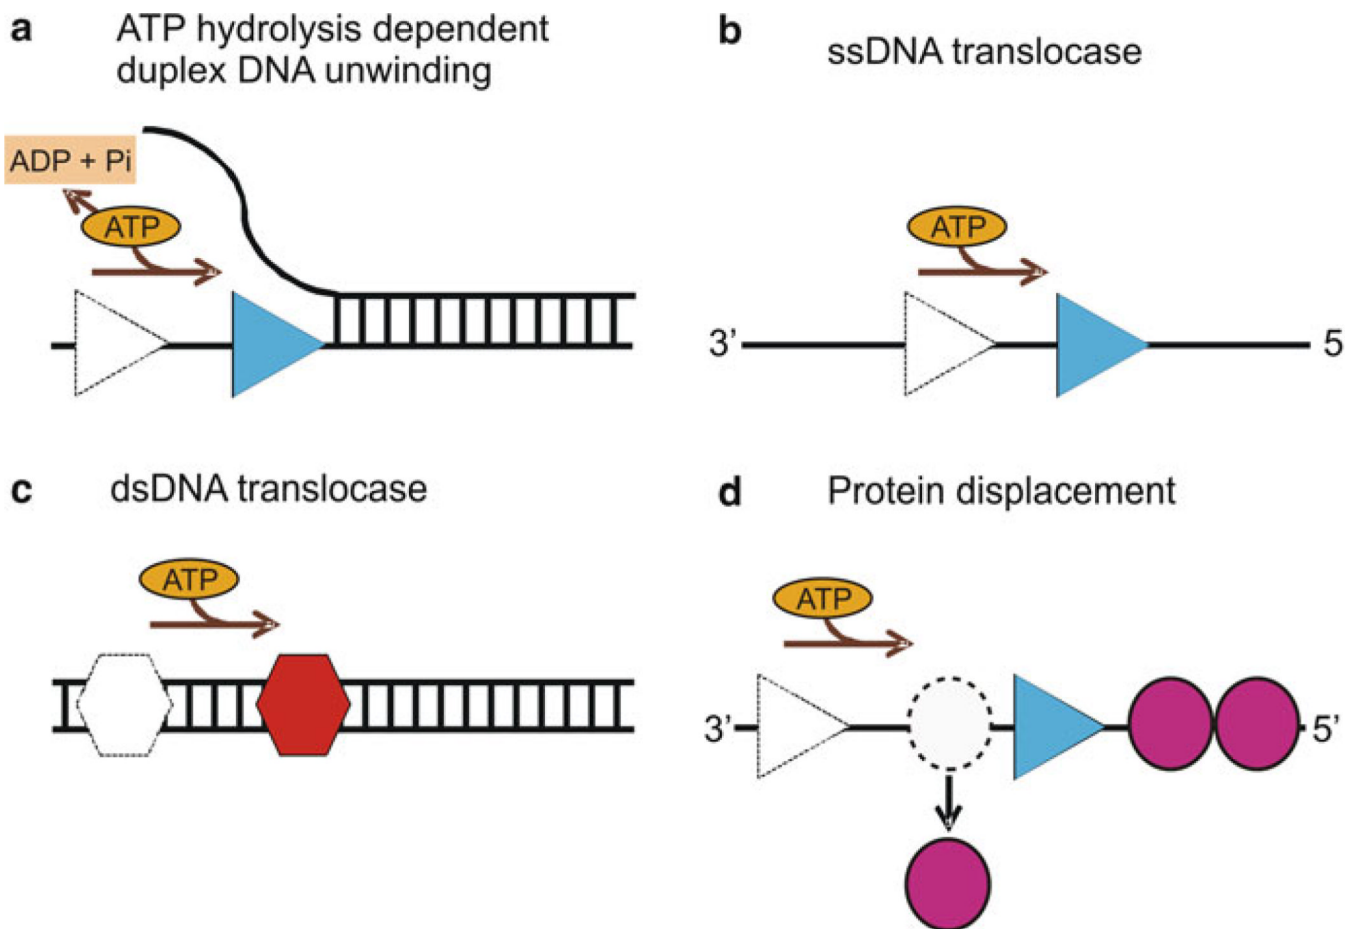 a
ATP hydrolysis dependent
duplex DNA unwinding
ADP + Pi
ATP
b
ssDNA translocase
ATP
3’
5
c
dsDNA translocase
ATP
d
Protein displacement
ATP
3’
5’